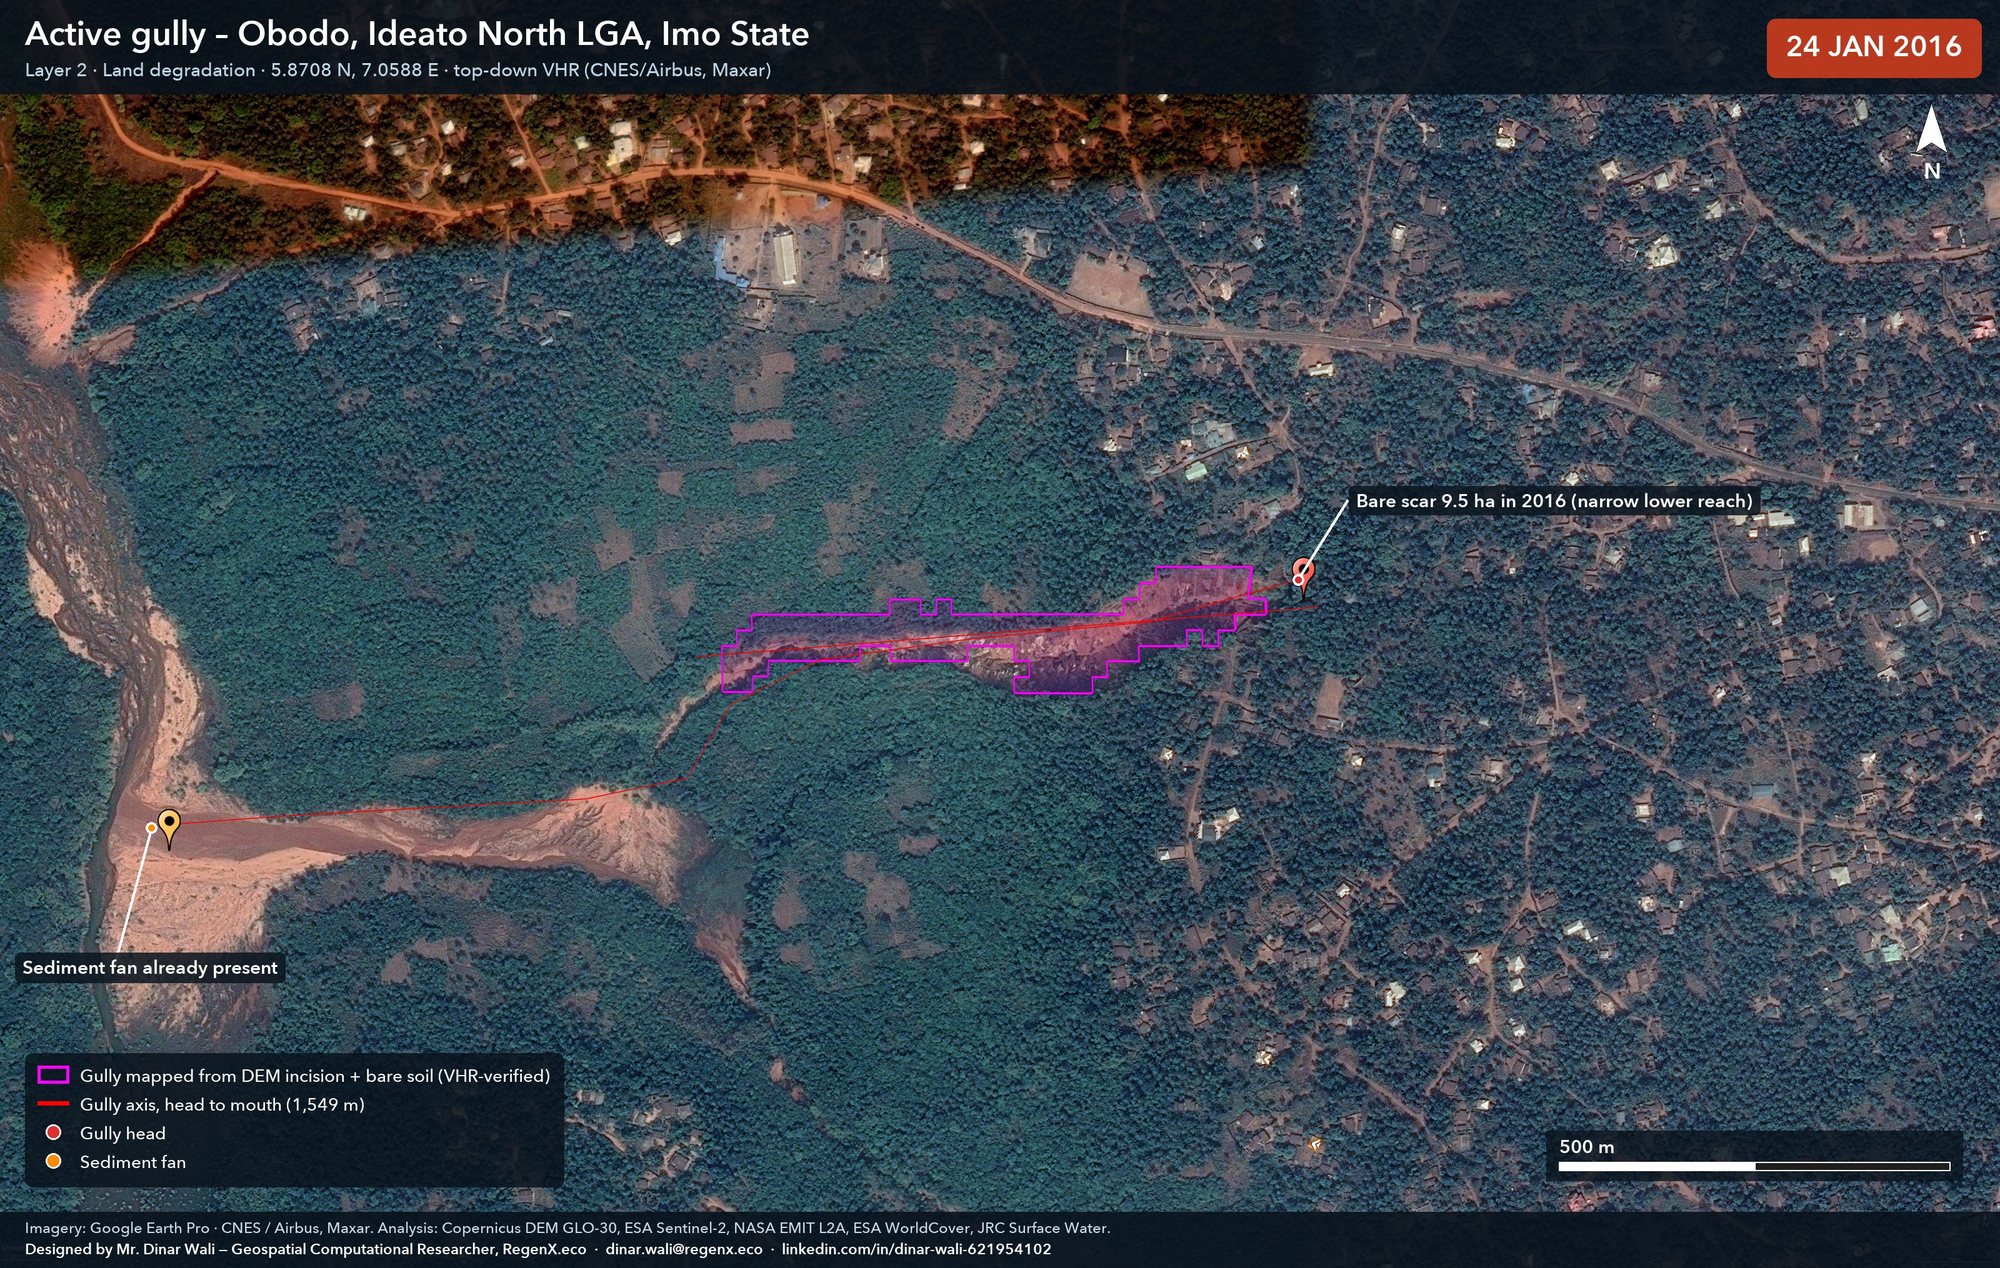 Active gully – Obodo, Ideato North LGA, Imo State
Layer 2 · Land degradation · 5.8708 N, 7.0588 E · top-down VHR (CNES/Airbus, Maxar)
24 JAN 2016
N
Bare scar 9.5 ha in 2016 (narrow lower reach)
Sediment fan already present
Gully mapped from DEM incision + bare soil (VHR-verified)
Gully axis, head to mouth (1,549 m)
Gully head
Sediment fan
500 m
Imagery: Google Earth Pro · CNES / Airbus, Maxar. Analysis: Copernicus DEM GLO-30, ESA Sentinel-2, NASA EMIT L2A, ESA WorldCover, JRC Surface Water.
Designed by Mr. Dinar Wali – Geospatial Computational Researcher, RegenX.eco · dinar.wali@regenx.eco · linkedin.com/in/dinar-wali-621954102